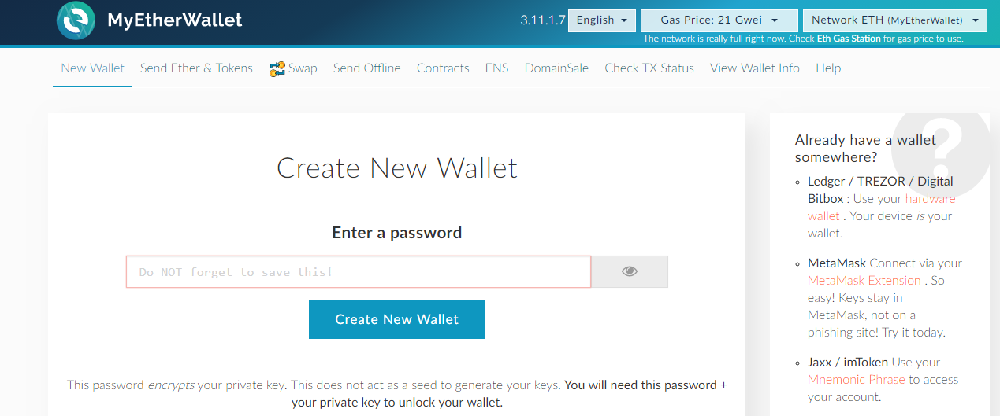 MyEtherWallet
3.11.1.7 English Gas Price: 21 Gwei Network ETH (MyEtherWallet)
The network is really full right now. Check Eth Gas Station for gas price to use.
New Wallet Send Ether & Tokens Swap Send Offline Contracts ENS DomainSale Check TX Status View Wallet Info Help
Create New Wallet
Enter a password
Do NOT forget to save this!
Create New Wallet
This password encrypts your private key. This does not act as a seed to generate your keys. You will need this password +
your private key to unlock your wallet.
?
Already have a wallet
somewhere?
Ledger / TREZOR / Digital
Bitbox : Use your hardware
wallet . Your device is your
wallet.
MetaMask Connect via your
MetaMask Extension . So
easy! Keys stay in
MetaMask, not on a
phishing site! Try it today.
Jaxx / imToken Use your
Mnemonic Phrase to access
your account.